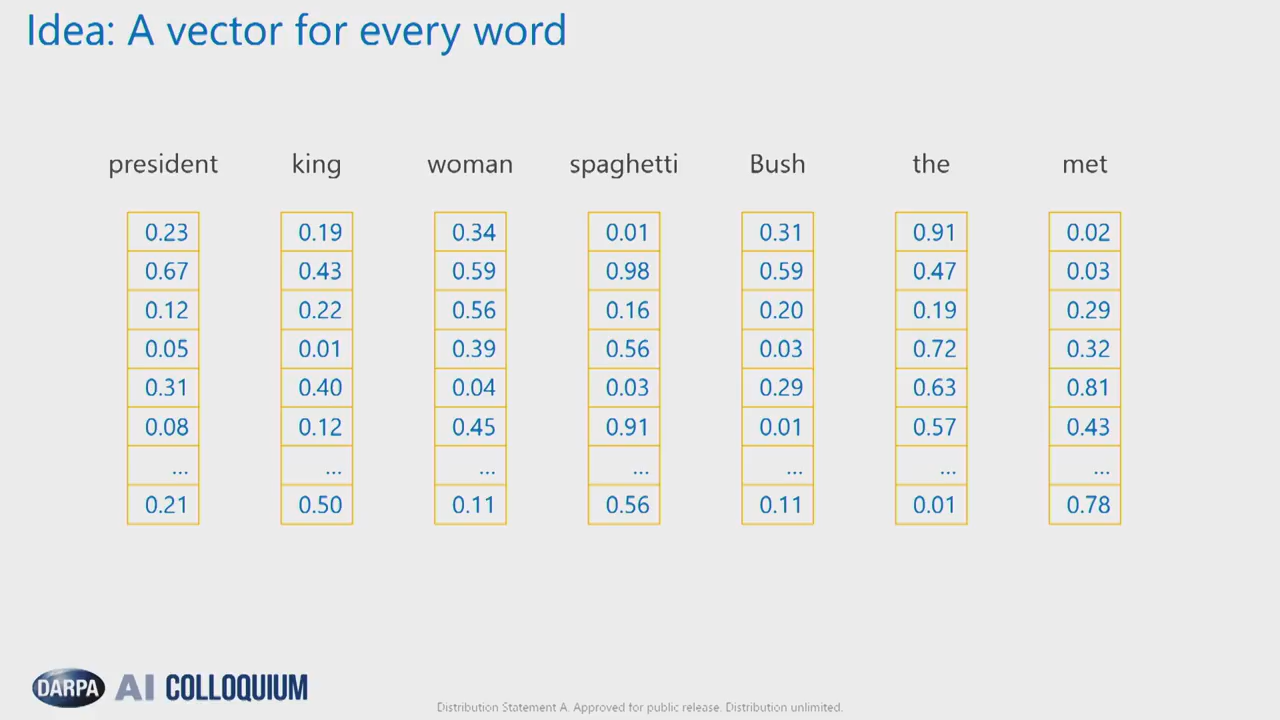 Idea: A vector for every word
president king woman spaghetti Bush the met
0.23 0.19 0.34 0.01 0.31 0.91 0.02
0.67 0.43 0.59 0.98 0.59 0.47 0.03
0.12 0.22 0.56 0.16 0.20 0.19 0.29
0.05 0.01 0.39 0.56 0.03 0.72 0.32
0.31 0.40 0.04 0.03 0.29 0.63 0.81
0.08 0.12 0.45 0.91 0.01 0.57 0.43
... ... ... ... ... ... ...
0.21 0.50 0.11 0.56 0.11 0.01 0.78
DARPA AI COLLOQUIUM
Distribution Statement A. Approved for public release. Distribution unlimited.